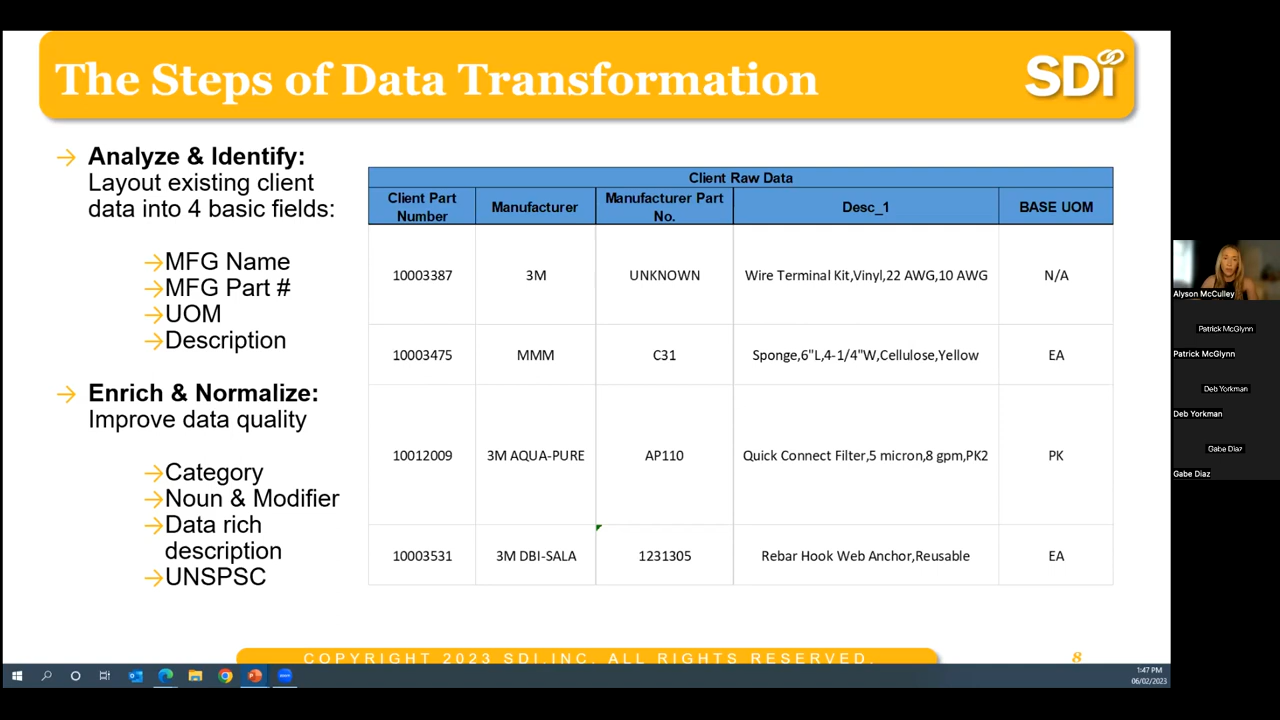 The Steps of Data Transformation
SDi
Analyze & Identify:
Layout existing client
data into 4 basic fields:
MFG Name
MFG Part #
UOM
Description
Enrich & Normalize:
Improve data quality
Category
Noun & Modifier
Data rich
description
UNSPSC
Client Raw Data
Client Part Number Manufacturer Manufacturer Part No. Desc_1 BASE UOM
10003387 3M UNKNOWN Wire Terminal Kit,Vinyl,22 AWG,10 AWG N/A
10003475 MMM C31 Sponge,6"L,4-1/4"W,Cellulose,Yellow EA
10012009 3M AQUA-PURE AP110 Quick Connect Filter,5 micron,8 gpm,PK2 PK
10003531 3M DBI-SALA 1231305 Rebar Hook Web Anchor,Reusable EA
COPYRIGHT 2023 SDI.INC. ALL RIGHTS RESERVED.
8
Alyson McCulley
Patrick McGlynn
Patrick McGlynn
Deb Yorkman
Deb Yorkman
Gabe Diaz
Gabe Diaz
1:47 PM
06/02/2023